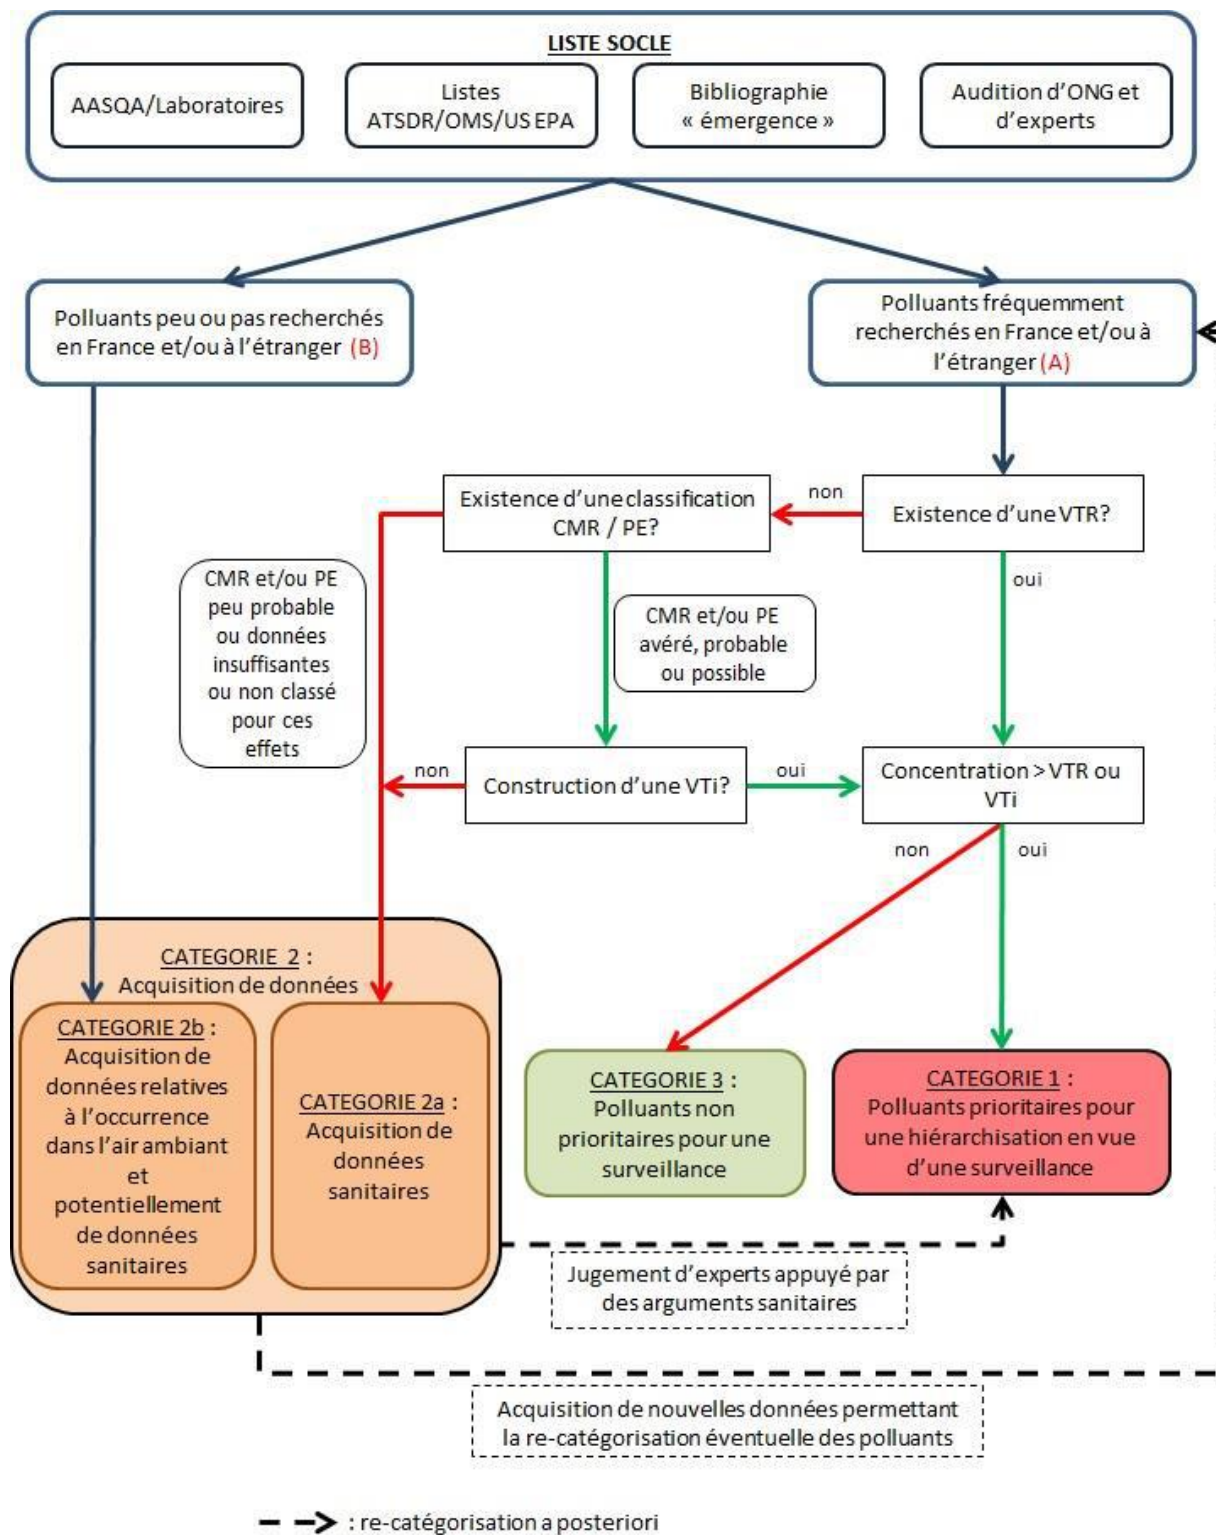 LISTE SOCLE
AASQA/Laboratoires
Listes
ATSDR/OMS/US EPA
Bibliographie
« émergence »
Audition d'ONG et
d'experts
Polluants peu ou pas recherchés
en France et/ou à l'étranger (B)
Polluants fréquemment
recherchés en France et/ou à
l'étranger (A)
Existence d'une classification
CMR / PE?
non
Existence d'une VTR?
oui
CMR et/ou PE
peu probable
ou données
insuffisantes
ou non classé
pour ces
effets
CMR et/ou PE
avéré, probable
ou possible
non
Construction d'une VTi?
oui
Concentration > VTR ou
VTi
non
oui
CATEGORIE 2 :
Acquisition de données
CATEGORIE 2b :
Acquisition de
données relatives
à l'occurrence
dans l'air ambiant
et
potentiellement
de données
sanitaires
CATEGORIE 2a :
Acquisition de
données
sanitaires
CATEGORIE 3 :
Polluants non
prioritaires pour une
surveillance
CATEGORIE 1 :
Polluants prioritaires pour
une hiérarchisation en vue
d'une surveillance
Jugement d'experts appuyé par
des arguments sanitaires
Acquisition de nouvelles données permettant
la re-catégorisation éventuelle des polluants
: re-catégorisation a posteriori